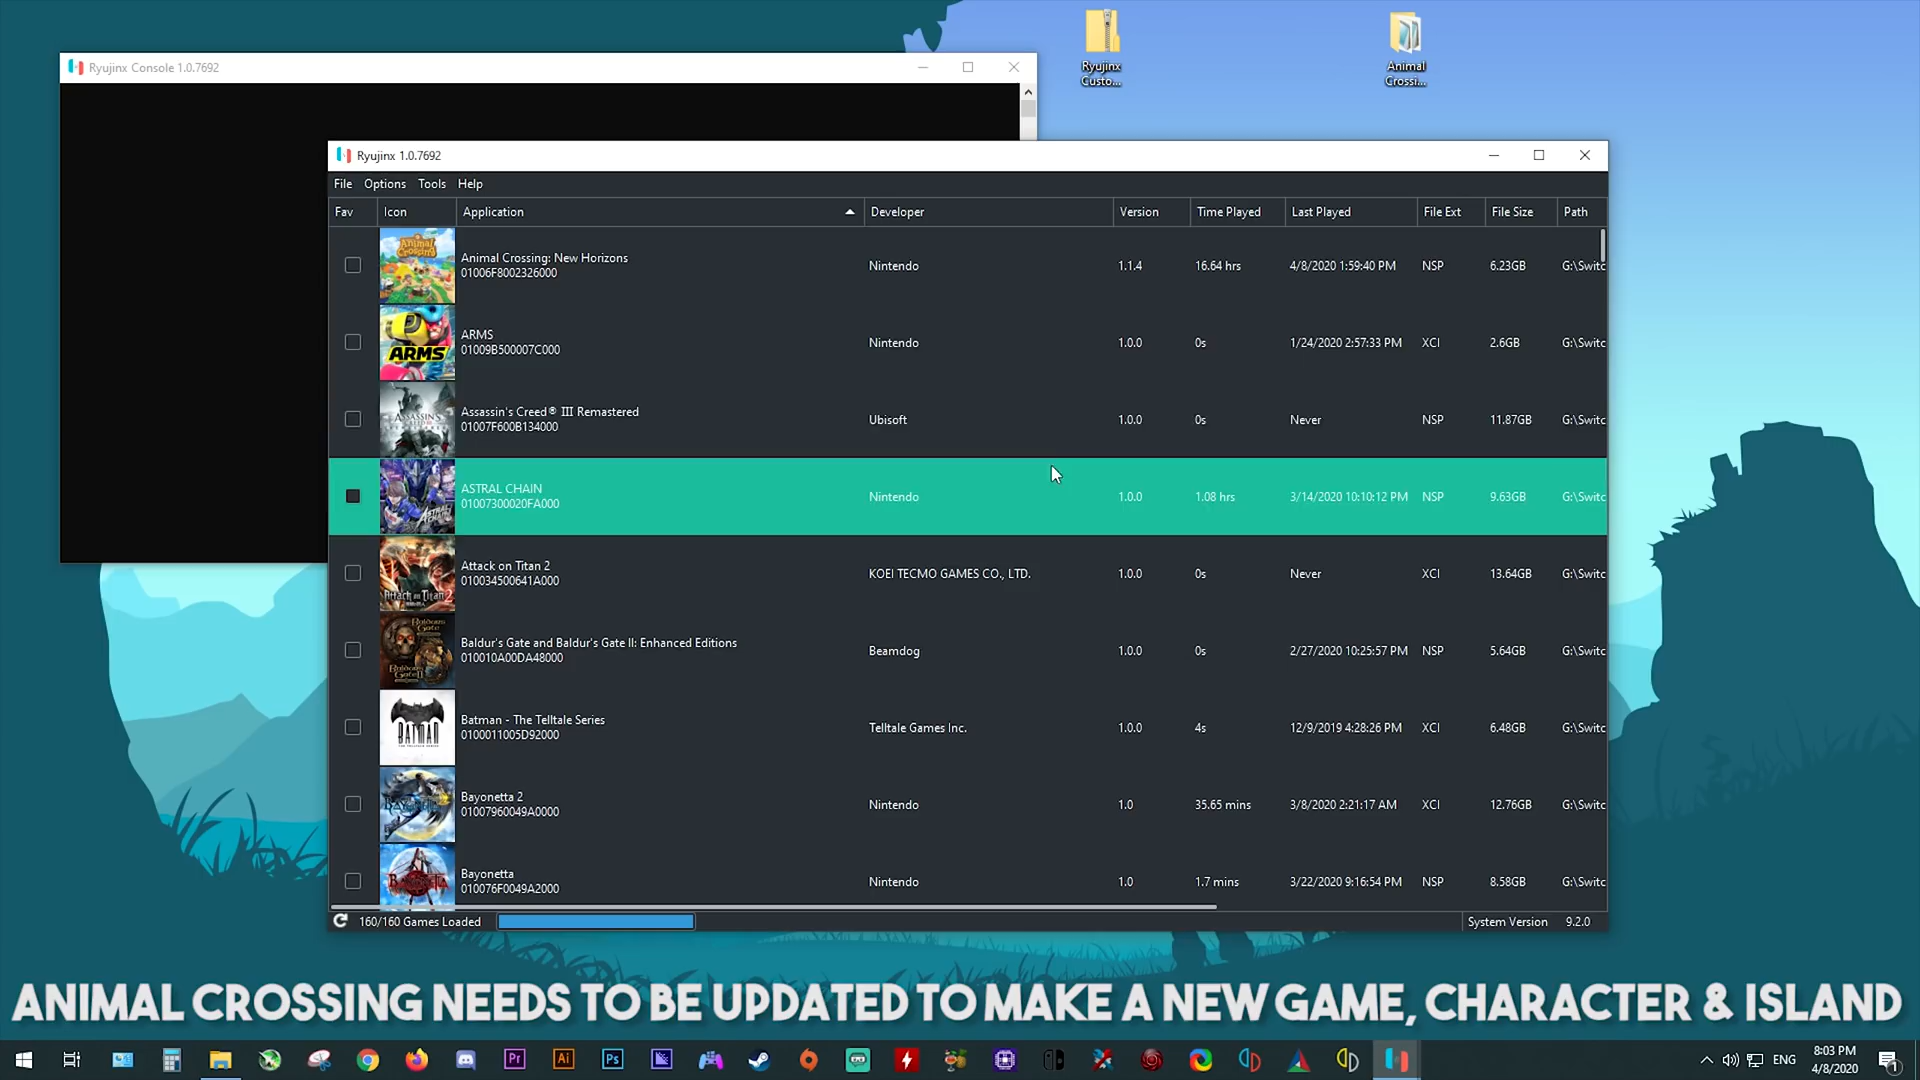 Ryujinx
Custo...
Animal
Crossi...
Ryujinx Console 1.0.7692
Ryujinx 1.0.7692
File Options Tools Help
Fav Icon Application Developer Version Time Played Last Played File Ext File Size Path
Animal Crossing: New Horizons
01006F8002326000
Nintendo 1.1.4 16.64 hrs 4/8/2020 1:59:40 PM NSP 6.23GB G:\Switc
ARMS
01009B500007C000
Nintendo 1.0.0 0s 1/24/2020 2:57:33 PM XCI 2.6GB G:\Switc
Assassin's Creed® III Remastered
01007F600B134000
Ubisoft 1.0.0 0s Never NSP 11.87GB G:\Switc
ASTRAL CHAIN
01007300020FA000
Nintendo 1.0.0 1.08 hrs 3/14/2020 10:10:12 PM NSP 9.63GB G:\Switc
Attack on Titan 2
010034500641A000
KOEI TECMO GAMES CO., LTD. 1.0.0 0s Never XCI 13.64GB G:\Switc
Baldur's Gate and Baldur's Gate II: Enhanced Editions
010010A00DA48000
Beamdog 1.0.0 0s 2/27/2020 10:25:57 PM NSP 5.64GB G:\Switc
Batman - The Telltale Series
0100011005D92000
Telltale Games Inc. 1.0.0 4s 12/9/2019 4:28:26 PM XCI 6.48GB G:\Switc
Bayonetta 2
01007960049A0000
Nintendo 1.0 35.65 mins 3/8/2020 2:21:17 AM XCI 12.76GB G:\Switc
Bayonetta
010076F0049A2000
Nintendo 1.0 1.7 mins 3/22/2020 9:16:54 PM NSP 8.58GB G:\Switc
160/160 Games Loaded System Version 9.2.0
ANIMAL CROSSING NEEDS TO BE UPDATED TO MAKE A NEW GAME, CHARACTER & ISLAND
Pr Ai Ps
ENG
8:03 PM
4/8/2020
1